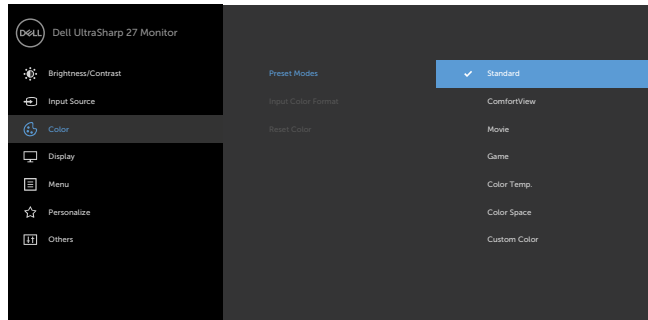 DELL Dell UltraSharp 27 Monitor
Brightness/Contrast Preset Modes Standard
Input Source Input Color Format ComfortView
Color Reset Color Movie
Display Game
Menu Color Temp.
Personalize Color Space
Others Custom Color